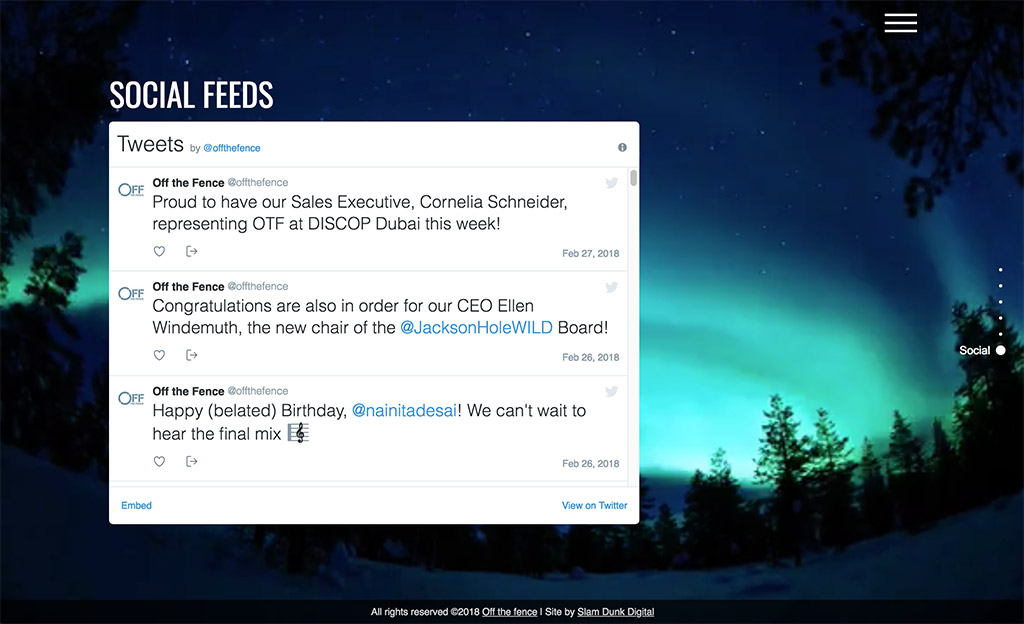 SOCIAL FEEDS
Tweets by @offthefence
OFF
Off the Fence @offthefence
Proud to have our Sales Executive, Cornelia Schneider,
representing OTF at DISCOP Dubai this week!
Feb 27, 2018
OFF
Off the Fence @offthefence
Congratulations are also in order for our CEO Ellen
Windemuth, the new chair of the @JacksonHoleWILD Board!
Feb 26, 2018
Social
OFF
Off the Fence @offthefence
Happy (belated) Birthday, @nainitadesai! We can't wait to
hear the final mix 🎼
Feb 26, 2018
Embed
View on Twitter
All rights reserved ©2018 Off the fence | Site by Slam Dunk Digital